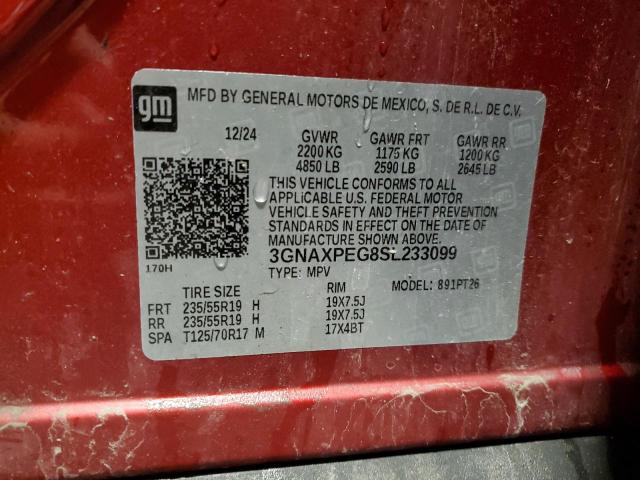 gm
MFD BY GENERAL MOTORS DE MEXICO, S. DE R.L. DE C.V.
12/24 GVWR GAWR FRT GAWR RR
2200 KG 1175 KG 1200 KG
4850 LB 2590 LB 2645 LB
THIS VEHICLE CONFORMS TO ALL
APPLICABLE U.S. FEDERAL MOTOR
VEHICLE SAFETY AND THEFT PREVENTION
STANDARDS IN EFFECT ON THE DATE OF
MANUFACTURE SHOWN ABOVE.
170H
3GNAXPEG8SL233099
TYPE: MPV MODEL: 891PT26
TIRE SIZE RIM
FRT 235/55R19 H 19X7.5J
RR 235/55R19 H 19X7.5J
SPA T125/70R17 M 17X4BT